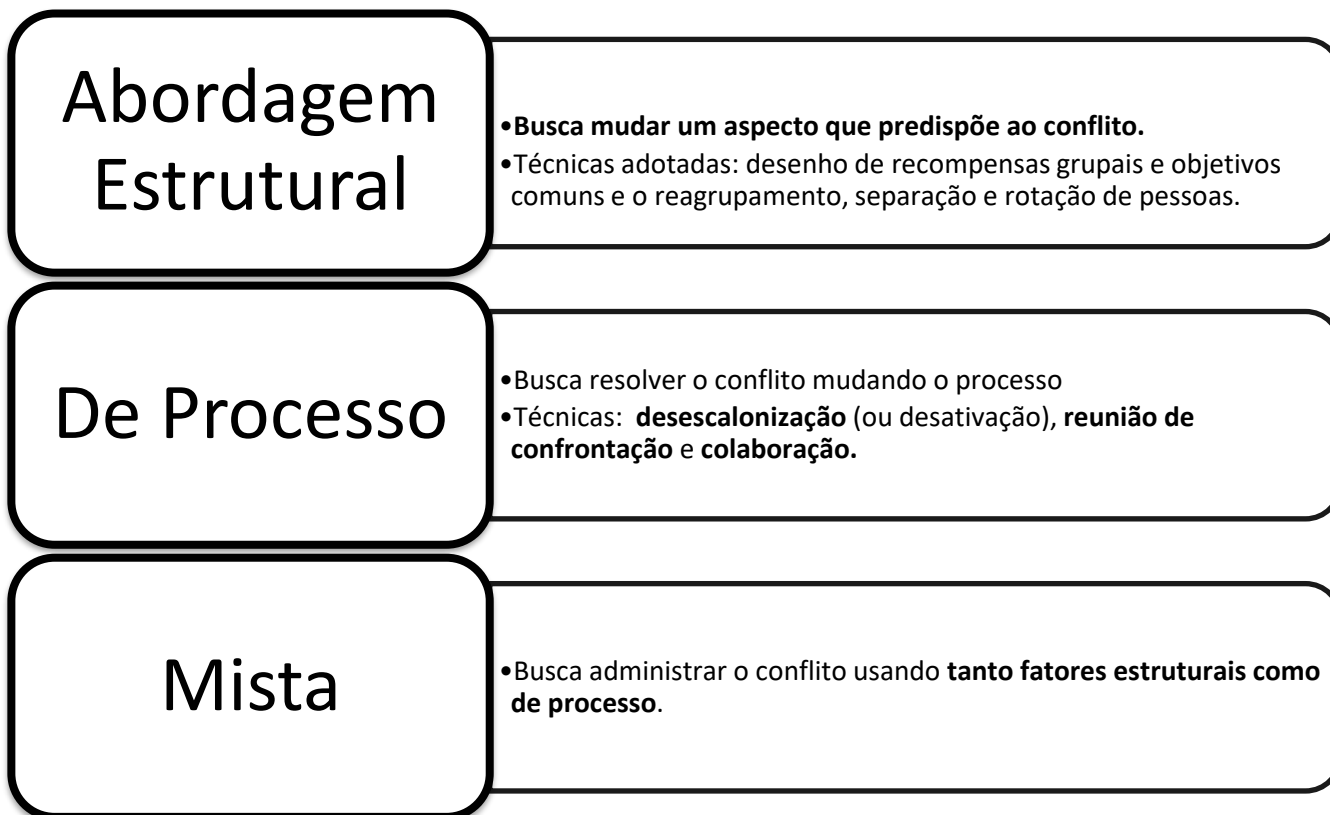 Abordagem
Estrutural
•Busca mudar um aspecto que predispõe ao conflito.
•Técnicas adotadas: desenho de recompensas grupais e objetivos
comuns e o reagrupamento, separação e rotação de pessoas.
De Processo
•Busca resolver o conflito mudando o processo
•Técnicas: desescalonização (ou desativação), reunião de
confrontação e colaboração.
Mista
•Busca administrar o conflito usando tanto fatores estruturais como
de processo.